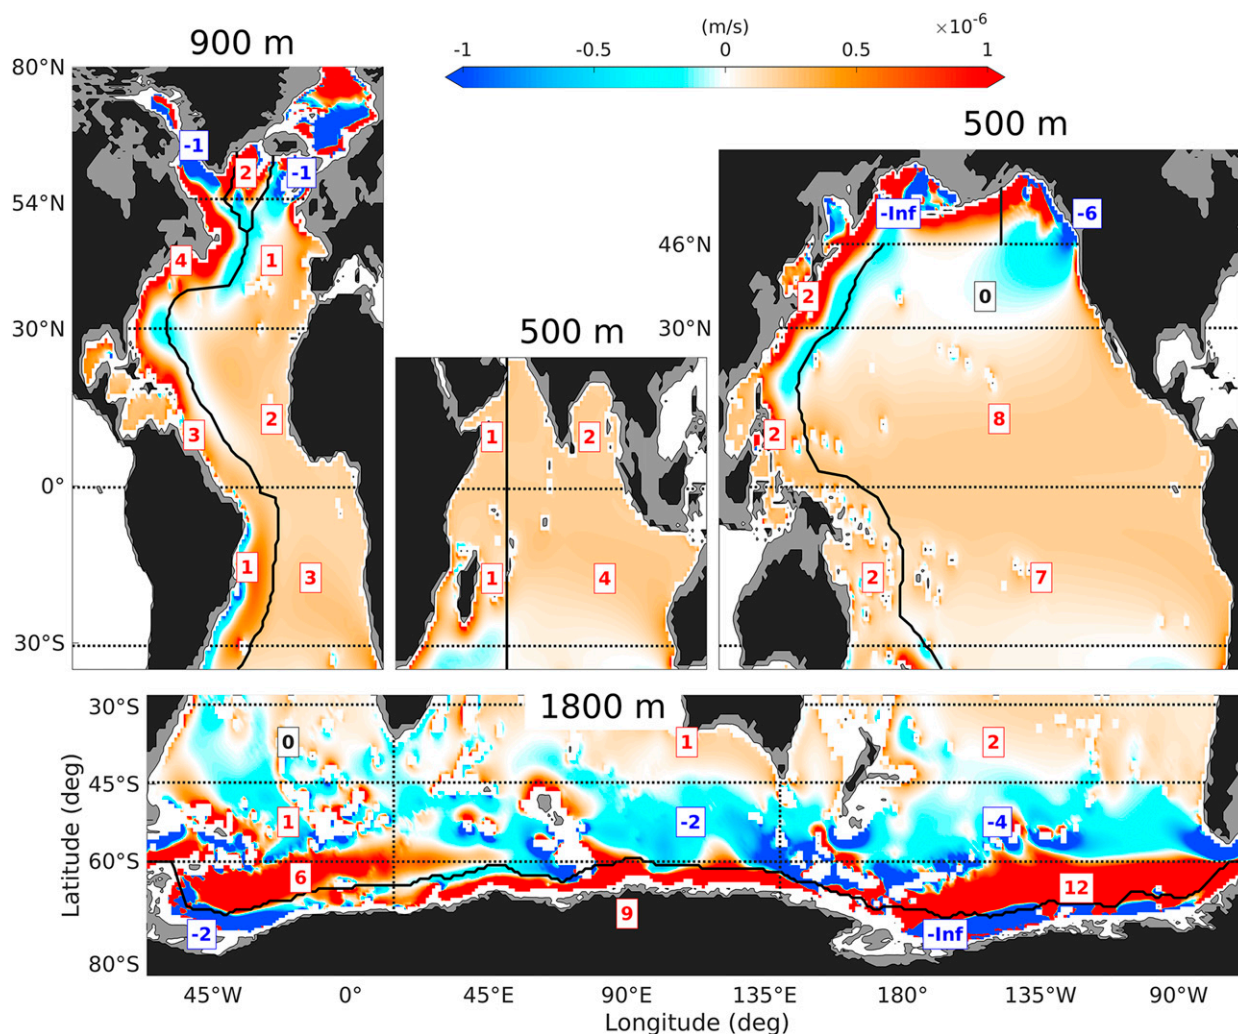 (m/s) ×10⁻⁶
-1 -0.5 0 0.5 1
900 m
80°N
54°N
30°N
0°
30°S
-1
2
-1
4
1
3
2
1
3
500 m
1
2
1
4
500 m
46°N
30°N
0°
30°S
-Inf
-6
2
0
2
8
2
7
1800 m
30°S
45°S
60°S
80°S
Latitude (deg)
0
1
2
1
-2
-4
6
12
-2
9
-Inf
45°W 0° 45°E 90°E 135°E 180° 135°W 90°W
Longitude (deg)